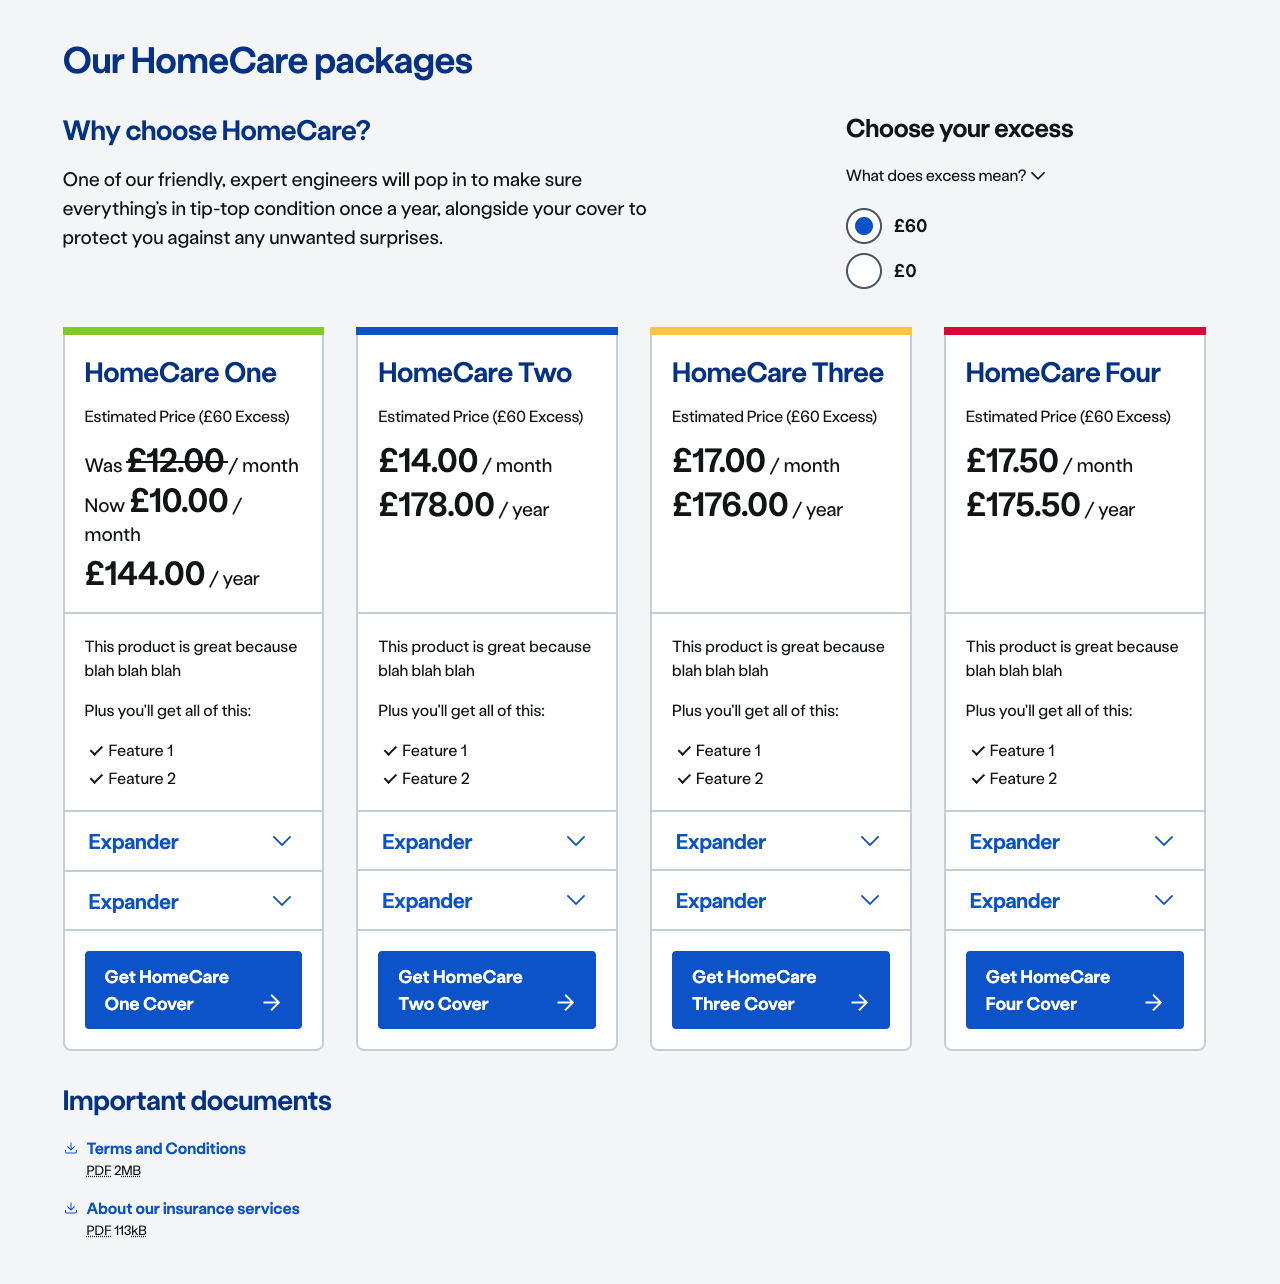 Our HomeCare packages
Why choose HomeCare?
One of our friendly, expert engineers will pop in to make sure
everything's in tip-top condition once a year, alongside your cover to
protect you against any unwanted surprises.
Choose your excess
What does excess mean?
£60
£0
HomeCare One
Estimated Price (£60 Excess)
Was £12.00 / month
Now £10.00 /
month
£144.00 / year
This product is great because
blah blah blah
Plus you'll get all of this:
Feature 1
Feature 2
Expander
Expander
Get HomeCare
One Cover
HomeCare Two
Estimated Price (£60 Excess)
£14.00 / month
£178.00 / year
This product is great because
blah blah blah
Plus you'll get all of this:
Feature 1
Feature 2
Expander
Expander
Get HomeCare
Two Cover
HomeCare Three
Estimated Price (£60 Excess)
£17.00 / month
£176.00 / year
This product is great because
blah blah blah
Plus you'll get all of this:
Feature 1
Feature 2
Expander
Expander
Get HomeCare
Three Cover
HomeCare Four
Estimated Price (£60 Excess)
£17.50 / month
£175.50 / year
This product is great because
blah blah blah
Plus you'll get all of this:
Feature 1
Feature 2
Expander
Expander
Get HomeCare
Four Cover
Important documents
Terms and Conditions
PDF 2MB
About our insurance services
PDF 113kB